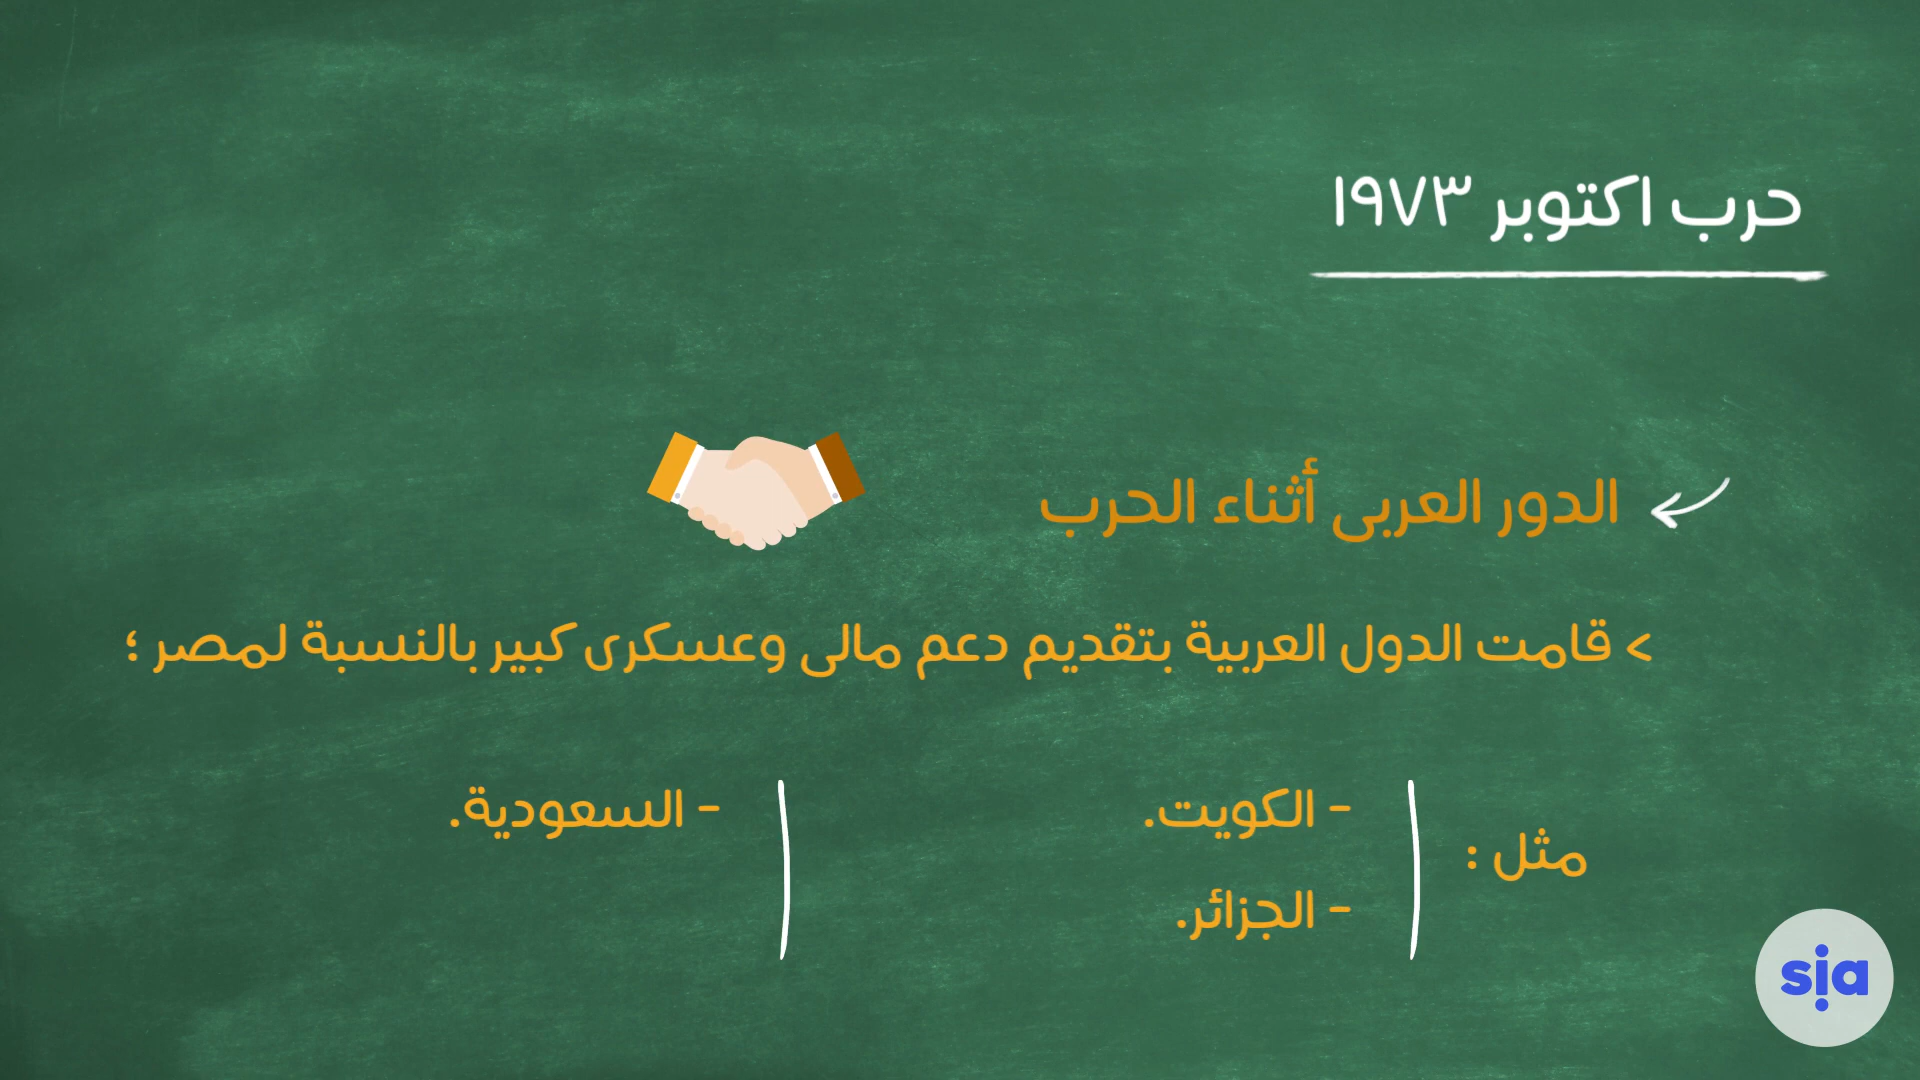 حرب اكتوبر ١٩٧٣
الدور العربى أثناء الحرب
> قامت الدول العربية بتقديم دعم مالى وعسكرى كبير بالنسبة لمصر ؛
مثل :
- الكويت.
- الجزائر.
- السعودية.
sia